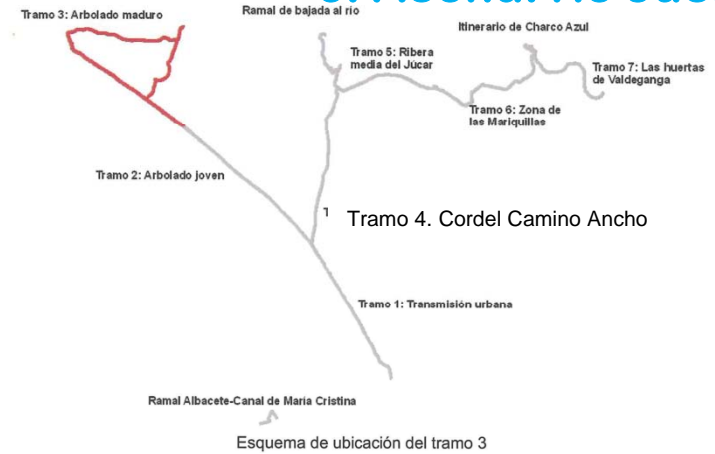 Tramo 3: Arbolado maduro
Ramal de bajada al río
Itinerario de Charco Azul
Tramo 5: Ribera
media del Júcar
Tramo 7: Las huertas
de Valdeganga
Tramo 6: Zona de
las Mariquillas
Tramo 2: Arbolado joven
Tramo 4. Cordel Camino Ancho
Tramo 1: Transmisión urbana
Ramal Albacete-Canal de María Cristina
Esquema de ubicación del tramo 3